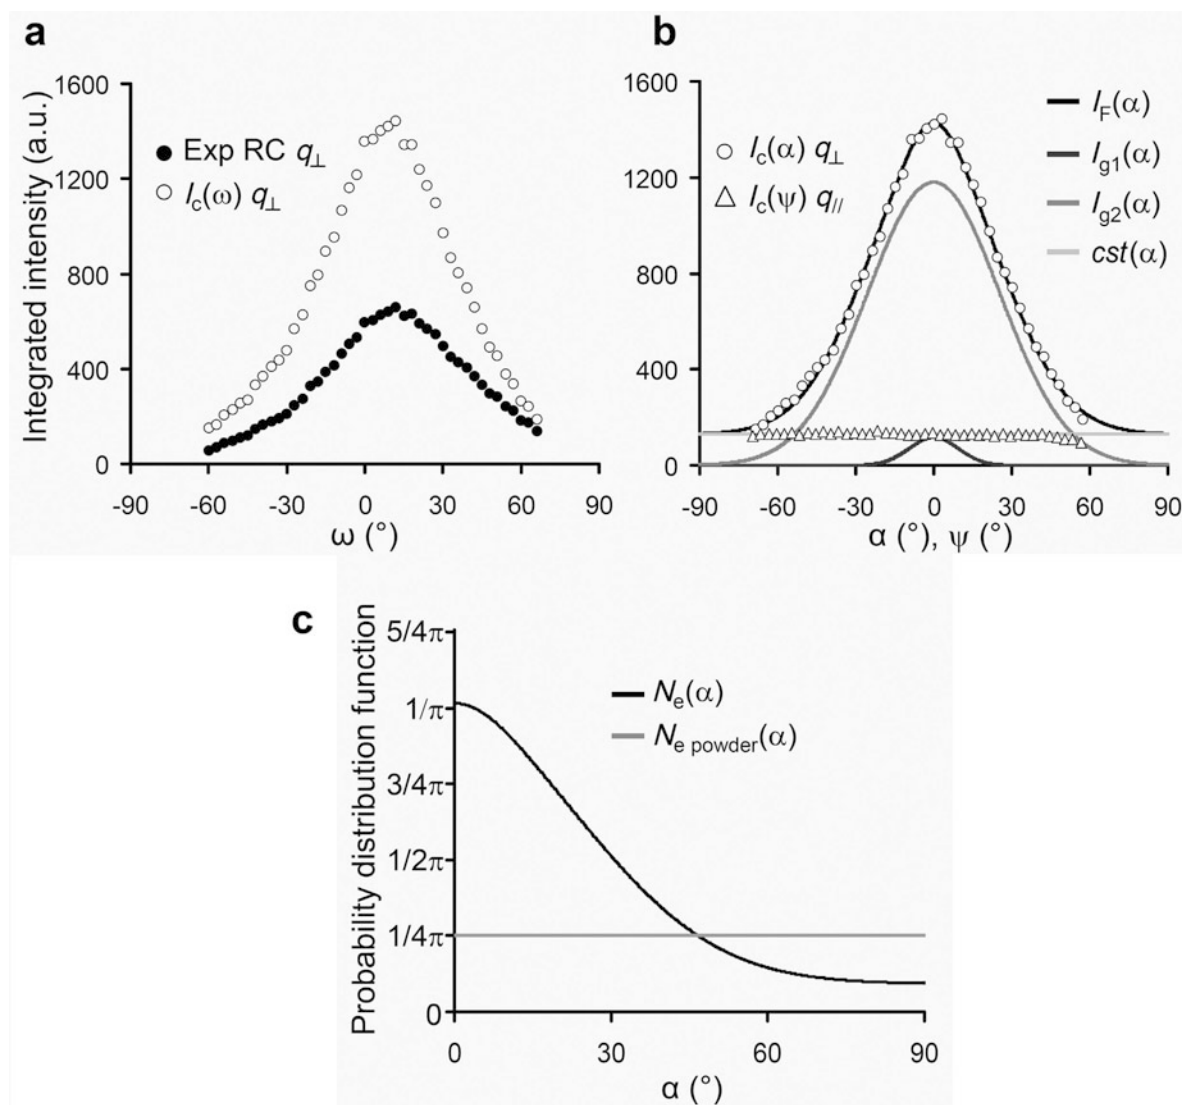 a
Integrated intensity (a.u.)
1600
1200
800
400
0
Exp RC q⊥
Ic(ω) q⊥
-90 -60 -30 0 30 60 90
ω (°)
b
1600
1200
800
400
0
Ic(α) q⊥
Ic(ψ) q//
IF(α)
Ig1(α)
Ig2(α)
cst(α)
-90 -60 -30 0 30 60 90
α (°), ψ (°)
c
Probability distribution function
5/4π
1/π
3/4π
1/2π
1/4π
0
Ne(α)
Ne powder(α)
0 30 60 90
α (°)